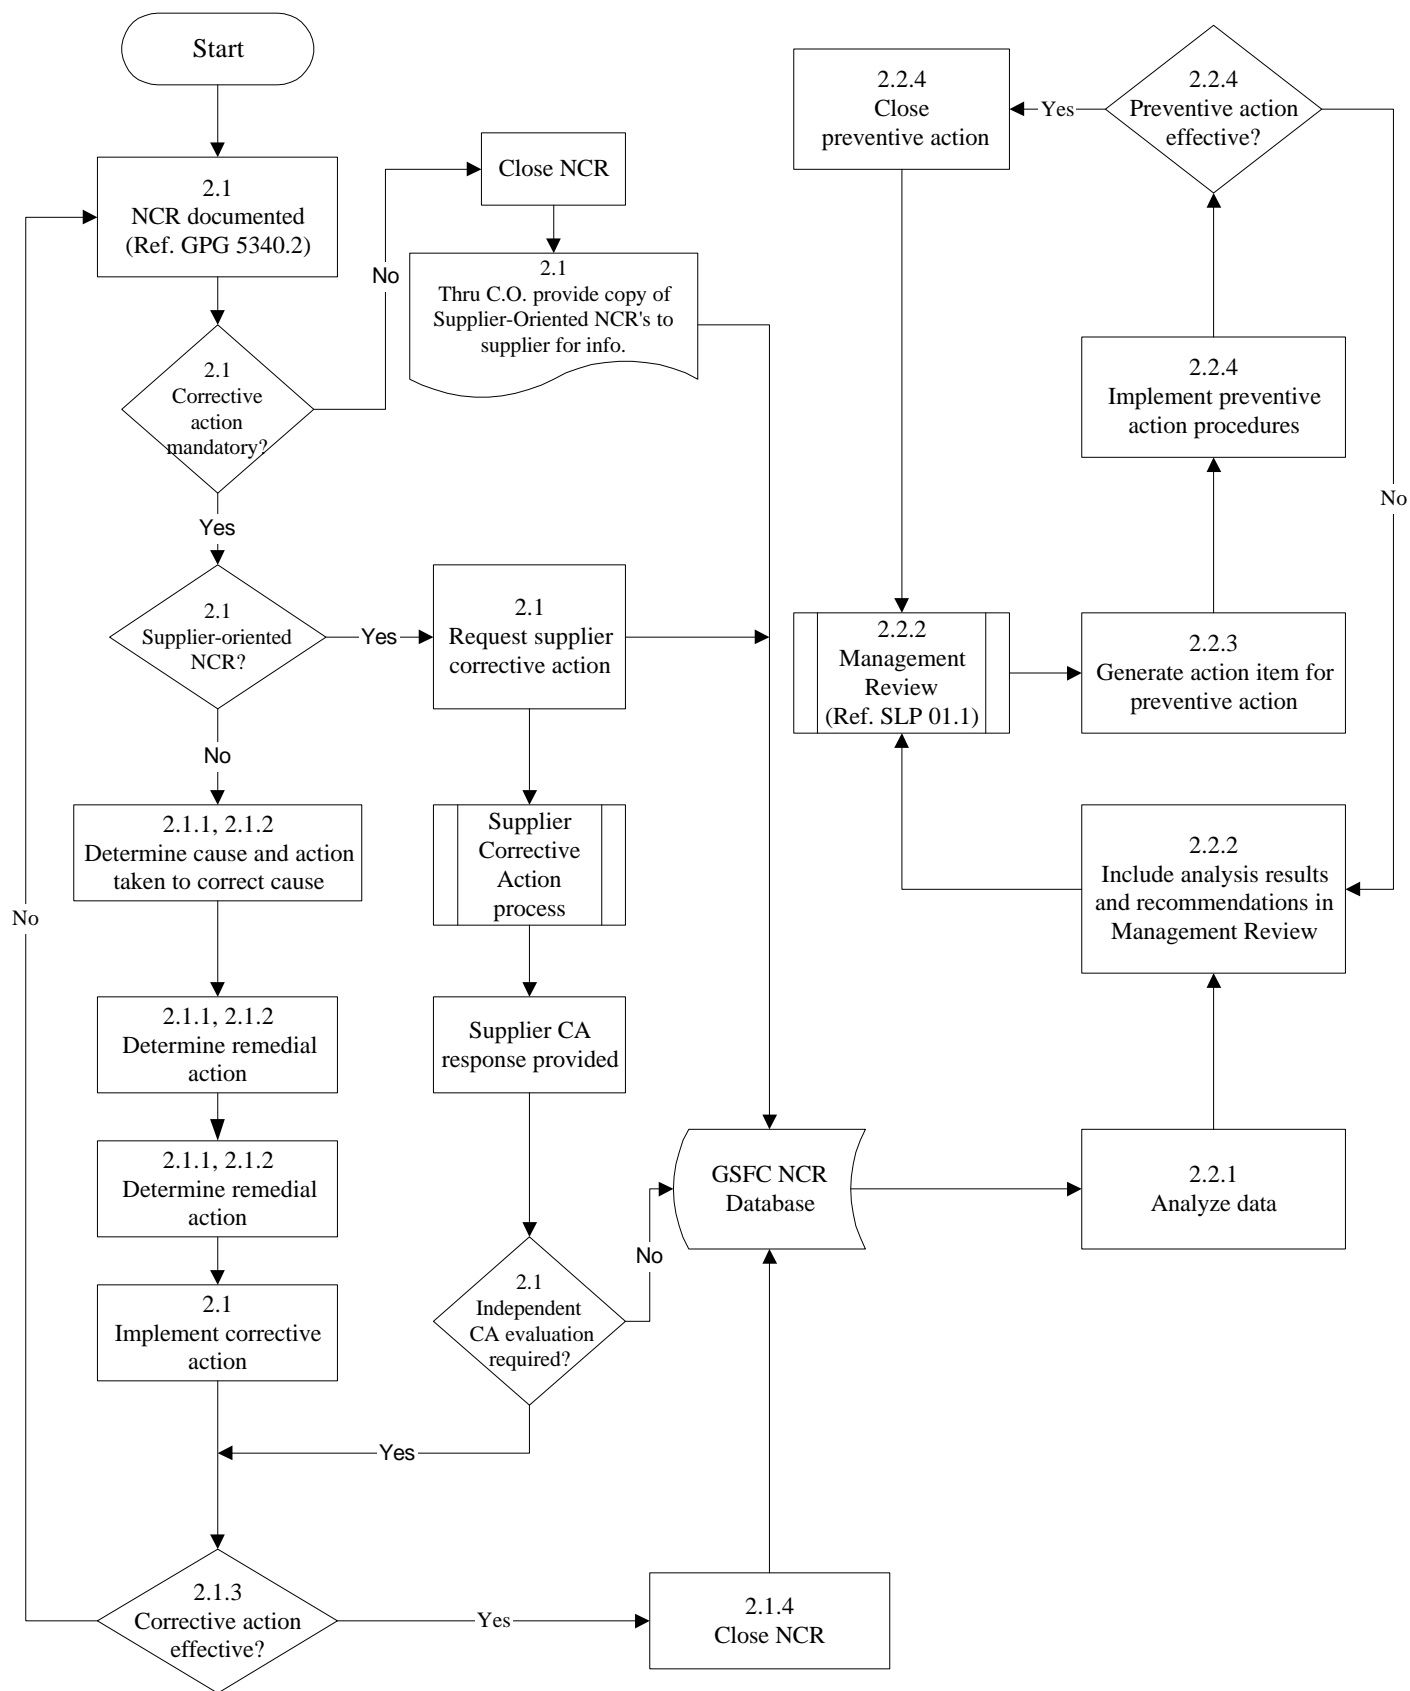 Start
2.1
NCR documented
(Ref. GPG 5340.2)
2.1
Corrective
action
mandatory?
No
Close NCR
2.1
Thru C.O. provide copy of
Supplier-Oriented NCR's to
supplier for info.
Yes
2.1
Supplier-oriented
NCR?
Yes
2.1
Request supplier
corrective action
No
2.1.1, 2.1.2
Determine cause and action
taken to correct cause
2.1.1, 2.1.2
Determine remedial
action
2.1.1, 2.1.2
Determine remedial
action
2.1
Implement corrective
action
Supplier
Corrective
Action
process
Supplier CA
response provided
2.1
Independent
CA evaluation
required?
No
Yes
2.1.3
Corrective action
effective?
No
Yes
2.1.4
Close NCR
GSFC NCR
Database
2.2.1
Analyze data
2.2.2
Include analysis results
and recommendations in
Management Review
2.2.2
Management
Review
(Ref. SLP 01.1)
2.2.3
Generate action item for
preventive action
2.2.4
Implement preventive
action procedures
2.2.4
Preventive action
effective?
No
Yes
2.2.4
Close
preventive action